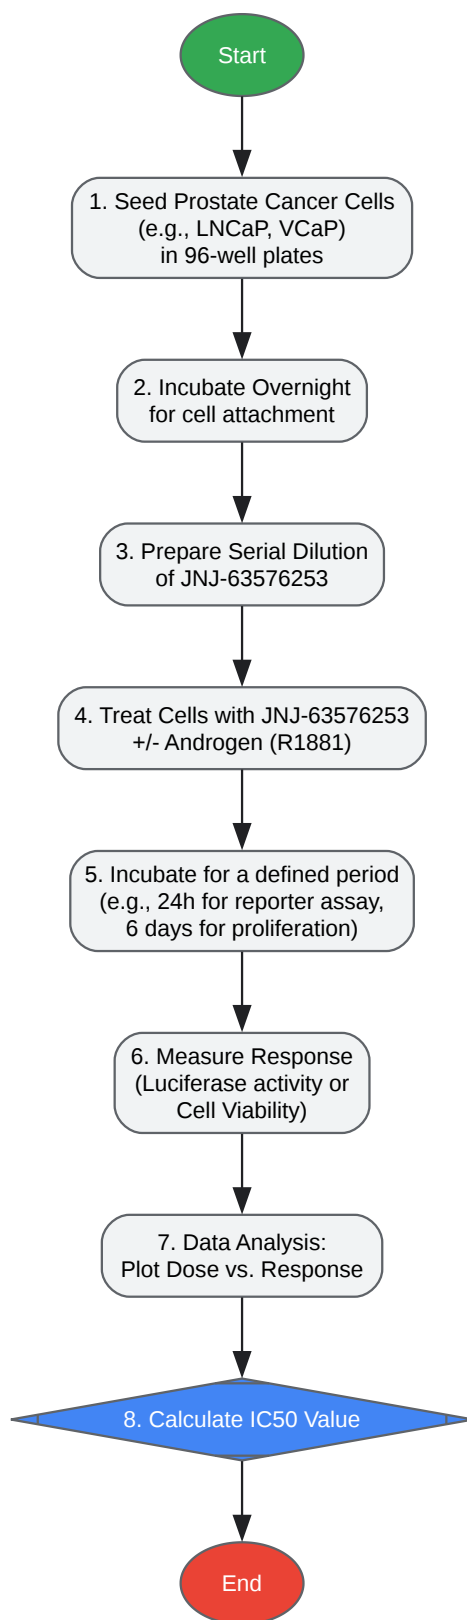 Start
1. Seed Prostate Cancer Cells
(e.g., LNCaP, VCaP)
in 96-well plates
2. Incubate Overnight
for cell attachment
3. Prepare Serial Dilution
of JNJ-63576253
4. Treat Cells with JNJ-63576253
+/- Androgen (R1881)
5. Incubate for a defined period
(e.g., 24h for reporter assay,
6 days for proliferation)
6. Measure Response
(Luciferase activity or
Cell Viability)
7. Data Analysis:
Plot Dose vs. Response
8. Calculate IC50 Value
End